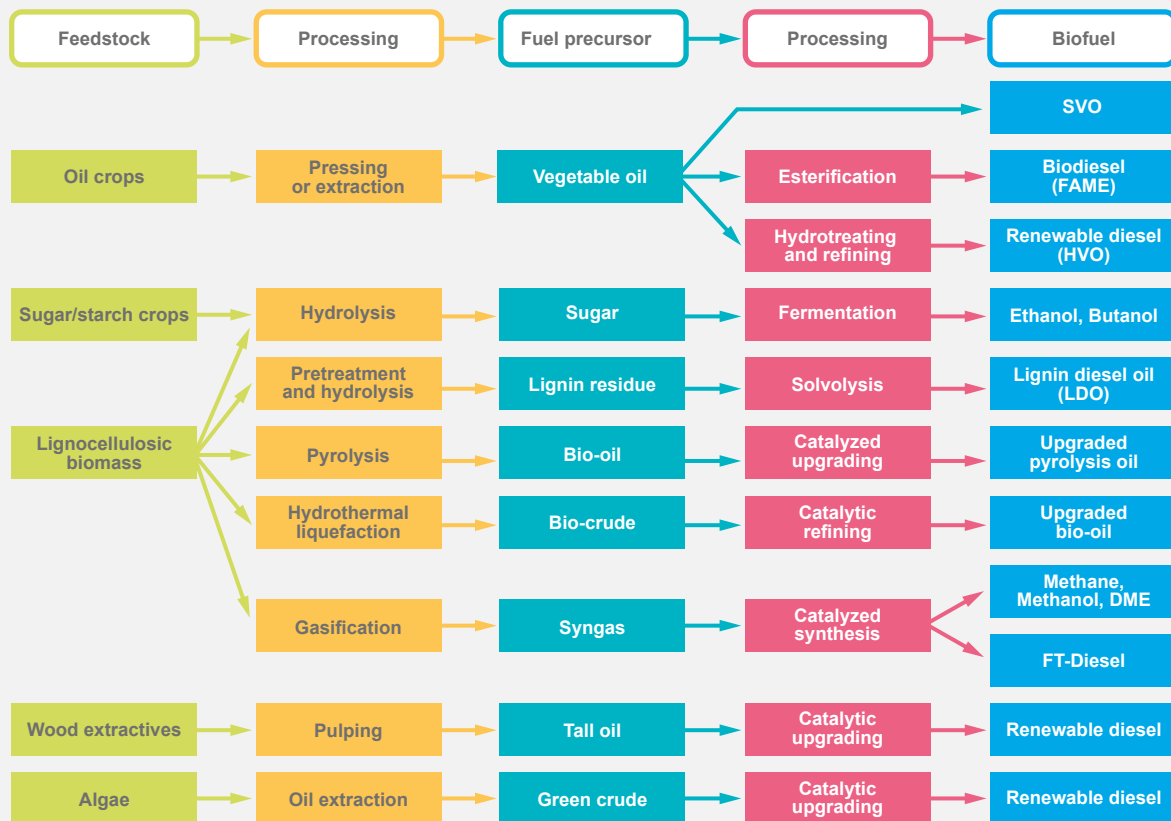 Feedstock
Processing
Fuel precursor
Processing
Biofuel
SVO
Oil crops
Pressing
or extraction
Vegetable oil
Esterification
Biodiesel
(FAME)
Hydrotreating
and refining
Renewable diesel
(HVO)
Sugar/starch crops
Hydrolysis
Sugar
Fermentation
Ethanol, Butanol
Pretreatment
and hydrolysis
Lignin residue
Solvolysis
Lignin diesel oil
(LDO)
Lignocellulosic
biomass
Pyrolysis
Bio-oil
Catalyzed
upgrading
Upgraded
pyrolysis oil
Hydrothermal
liquefaction
Bio-crude
Catalytic
refining
Upgraded
bio-oil
Gasification
Syngas
Catalyzed
synthesis
Methane,
Methanol, DME
FT-Diesel
Wood extractives
Pulping
Tall oil
Catalytic
upgrading
Renewable diesel
Algae
Oil extraction
Green crude
Catalytic
upgrading
Renewable diesel